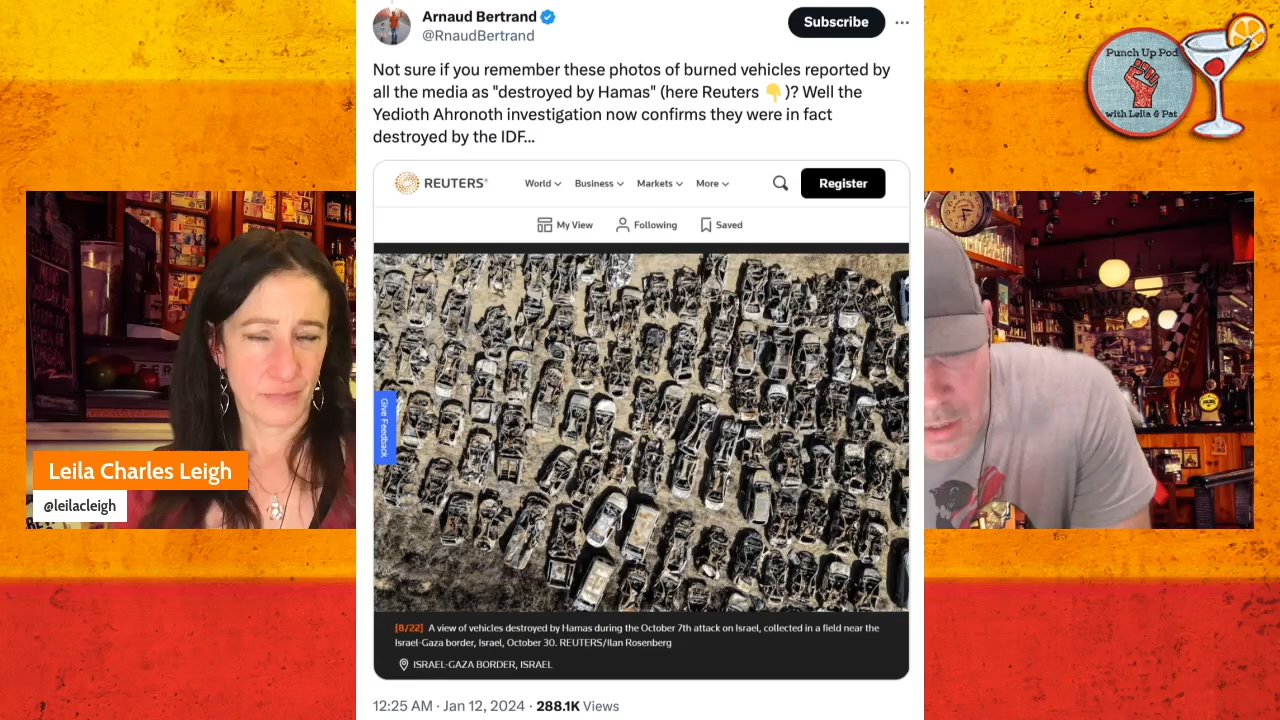 Arnaud Bertrand
@RnaudBertrand
Subscribe
Not sure if you remember these photos of burned vehicles reported by
all the media as "destroyed by Hamas" (here Reuters 👇)? Well the
Yedioth Ahronoth investigation now confirms they were in fact
destroyed by the IDF...
REUTERS®
World
Business
Markets
More
Register
My View
Following
Saved
Give Feedback
[8/22] A view of vehicles destroyed by Hamas during the October 7th attack on Israel, collected in a field near the
Israel-Gaza border, Israel, October 30. REUTERS/Ilan Rosenberg
ISRAEL-GAZA BORDER, ISRAEL
12:25 AM · Jan 12, 2024 · 288.1K Views
Leila Charles Leigh
@leilacleigh
Punch Up Pod
with Leila & Pat
GUINNESS